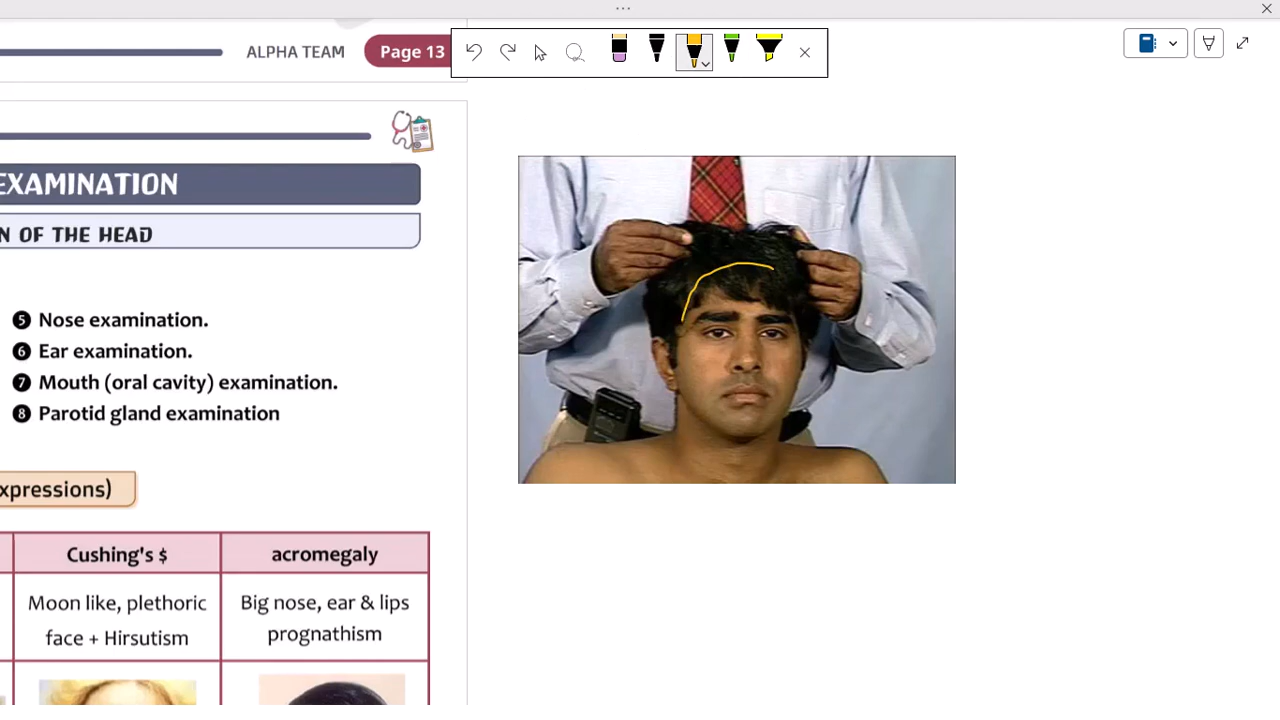 ALPHA TEAM
Page 13
EXAMINATION
N OF THE HEAD
5 Nose examination.
6 Ear examination.
7 Mouth (oral cavity) examination.
8 Parotid gland examination
xpressions)
Cushing's $
acromegaly
Moon like, plethoric
face + Hirsutism
Big nose, ear & lips
prognathism